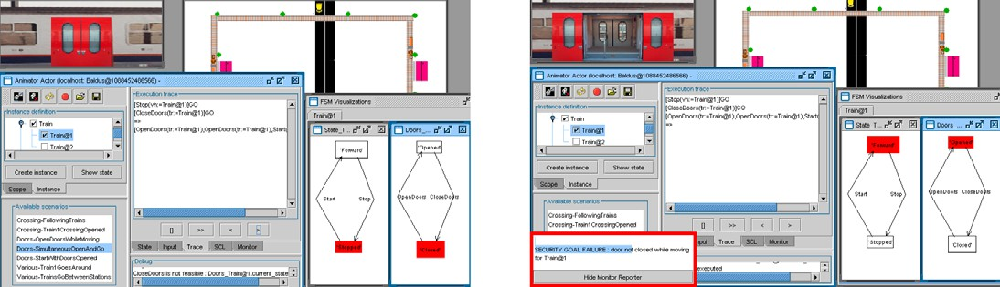 Animator Actor (localhost: Baldus@1088452486566) -
Instance definition
Train
Train@1
Train@2
Create instance
Show state
Scope
Instance
Available scenarios
Crossing-FollowingTrains
Crossing-Train1CrossingOpened
Doors-OpenDoorsWhileMoving
Doors-SimultaneousOpenAndGo
Doors-StartWithDoorsOpened
Various-Train1GoesAround
Various-TrainsGoBetweenStations
Execution trace
[Stop(vh:=Train@1)]GO
[CloseDoors(tr:=Train@1)]GO
=>
[OpenDoors(tr:=Train@1),OpenDoors(tr:=Train@1),Start(
[]
>>
<
>
State
Input
Trace
SCL
Monitor
Debug
CloseDoors is not feasible : Doors_Train@1.current_state
FSM Visualizations
Train@1
State_T...
'Forward'
Start
Stop
'Stopped'
Doors_...
'Opened'
OpenDoors
CloseDoors
'Closed'
Animator Actor (localhost: Baldus@1088452486566) -
Instance definition
Train
Train@1
Train@2
Create instance
Show state
Scope
Instance
Available scenarios
Crossing-FollowingTrains
Crossing-Train1CrossingOpened
SECURITY GOAL FAILURE : door not closed while moving
for Train@1
Hide Monitor Reporter
Execution trace
[Stop(vh:=Train@1)]GO
[CloseDoors(tr:=Train@1)]GO
[OpenDoors(tr:=Train@1),OpenDoors(tr:=Train@1),Start(
=>
[]
>>
<
>
Input
Trace
SCL
Monitor
executed
FSM Visualizations
Train@1
State_T...
'Forward'
Start
Stop
'Stopped'
Doors_...
'Opened'
OpenDoors
CloseDoors
'Closed'